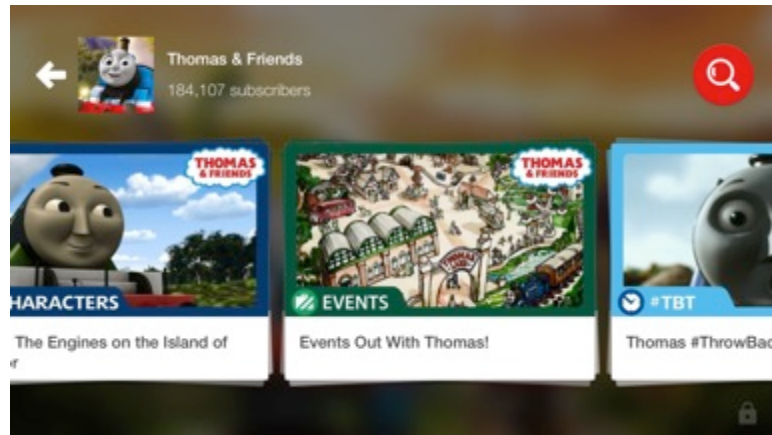 Thomas & Friends
184,107 subscribers
THOMAS
& FRIENDS
HARACTERS
The Engines on the Island of
r
THOMAS
& FRIENDS
THOMAS
EVENTS
Events Out With Thomas!
#TBT
Thomas #ThrowBac